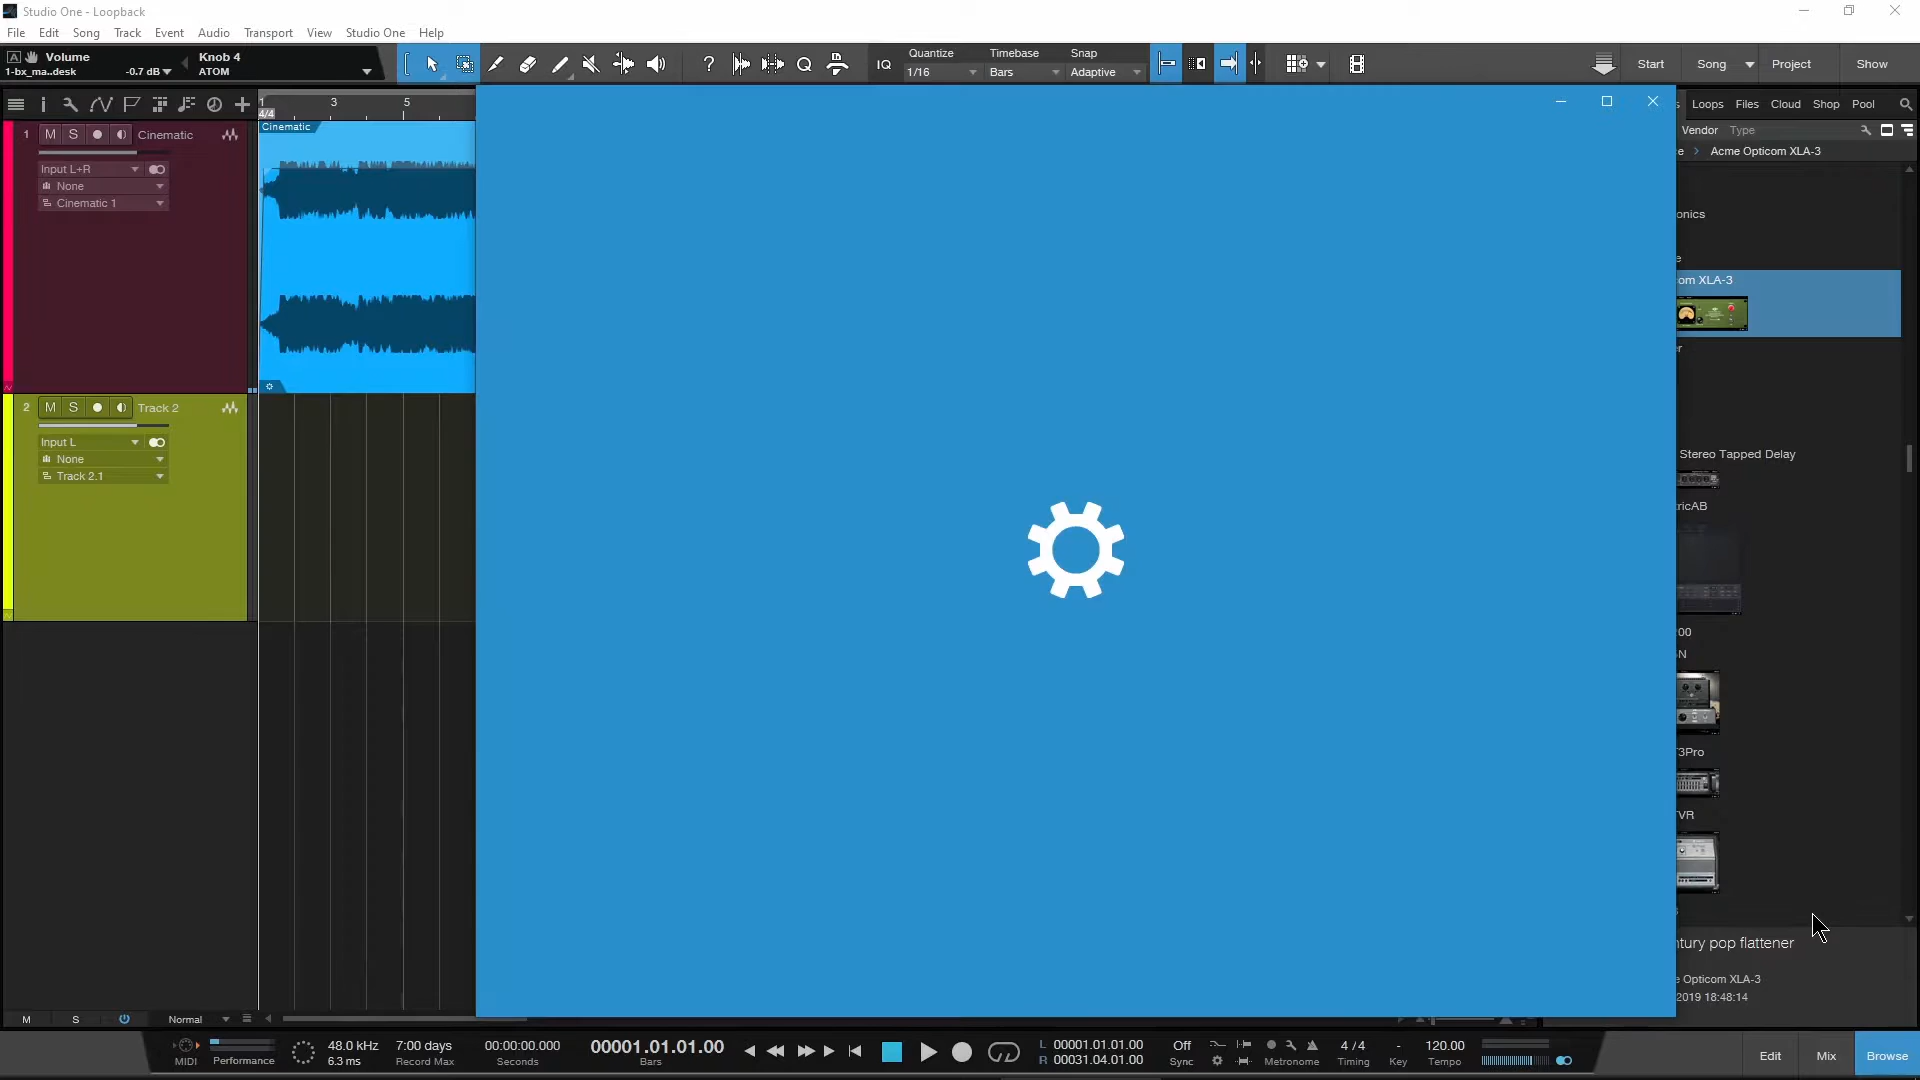 Studio One - Loopback
File Edit Song Track Event Audio Transport View Studio One Help
Volume
1-bx_ma..desk -0.7 dB
Knob 4
ATOM
Quantize
1/16
Timebase
Bars
Snap
Adaptive
IQ
Start Song Project Show
1 3 5
4/4
Loops Files Cloud Shop Pool
Vendor Type
e > Acme Opticom XLA-3
1 M S Cinematic
Input L+R
None
Cinematic 1
Cinematic
2 M S Track 2
Input L
None
Track 2.1
onics
e
om XLA-3
er
Stereo Tapped Delay
ricAB
00
N
3Pro
VR
tury pop flattener
e Opticom XLA-3
2019 18:48:14
M S Normal
MIDI
Performance
48.0 kHz
6.3 ms
7:00 days
Record Max
00:00:00.000
Seconds
00001.01.01.00
Bars
L 00001.01.01.00
R 00031.04.01.00
Off
Sync
Metronome
4 / 4
Timing
-
Key
120.00
Tempo
Edit Mix Browse